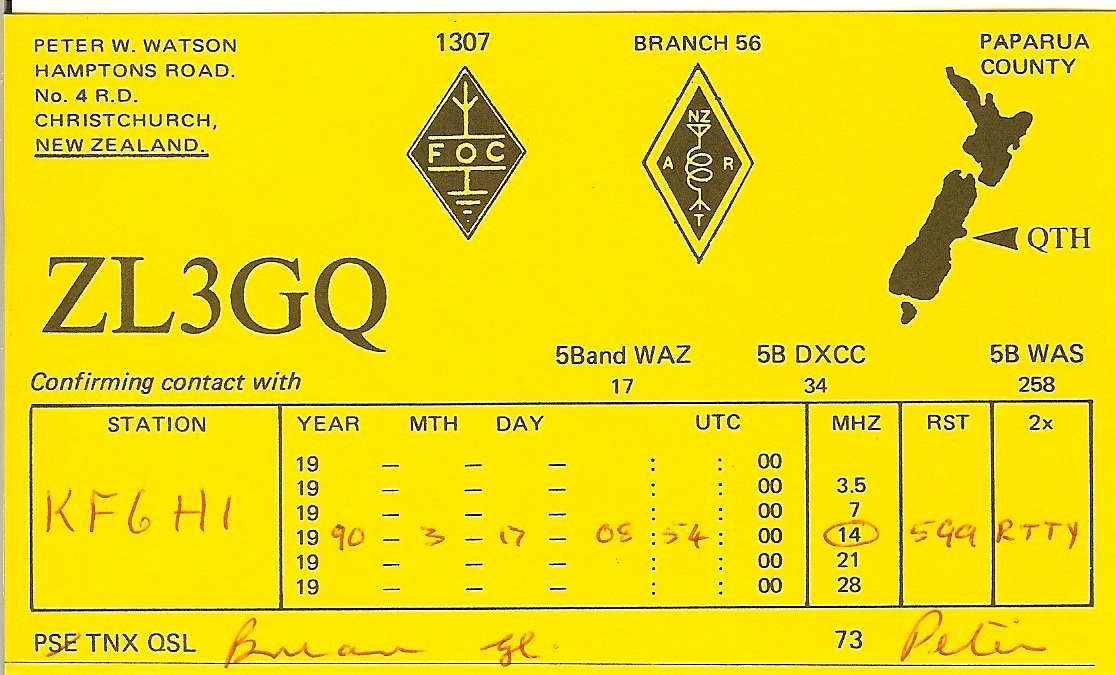 PETER W. WATSON
HAMPTONS ROAD.
No. 4 R.D.
CHRISTCHURCH,
NEW ZEALAND.
1307
FOC
BRANCH 56
NZ
A R
T
PAPARUA
COUNTY
QTH
ZL3GQ
5Band WAZ 5B DXCC 5B WAS
17 34 258
Confirming contact with
STATION YEAR MTH DAY UTC MHZ RST 2x
19 — — — : : 00
19 — — — : : 00 3.5
19 — — — : : 00 7
KF6HI 19 90 — 3 — 17 — 08 : 54 : 00 14 599 RTTY
19 — — — : : 00 21
19 — — — : : 00 28
PSE TNX QSL Brian gl. 73 Peter